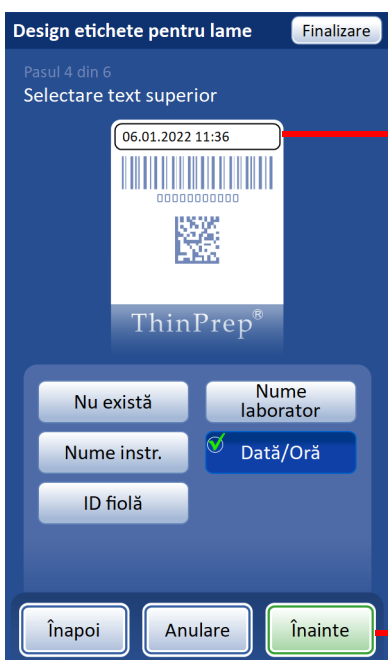 Design etichete pentru lame
Finalizare
Pasul 4 din 6
Selectare text superior
06.01.2022 11:36
00000000000
ThinPrep®
Nu există
Nume
laborator
Nume instr.
Dată/Oră
ID fiolă
Înapoi
Anulare
Înainte